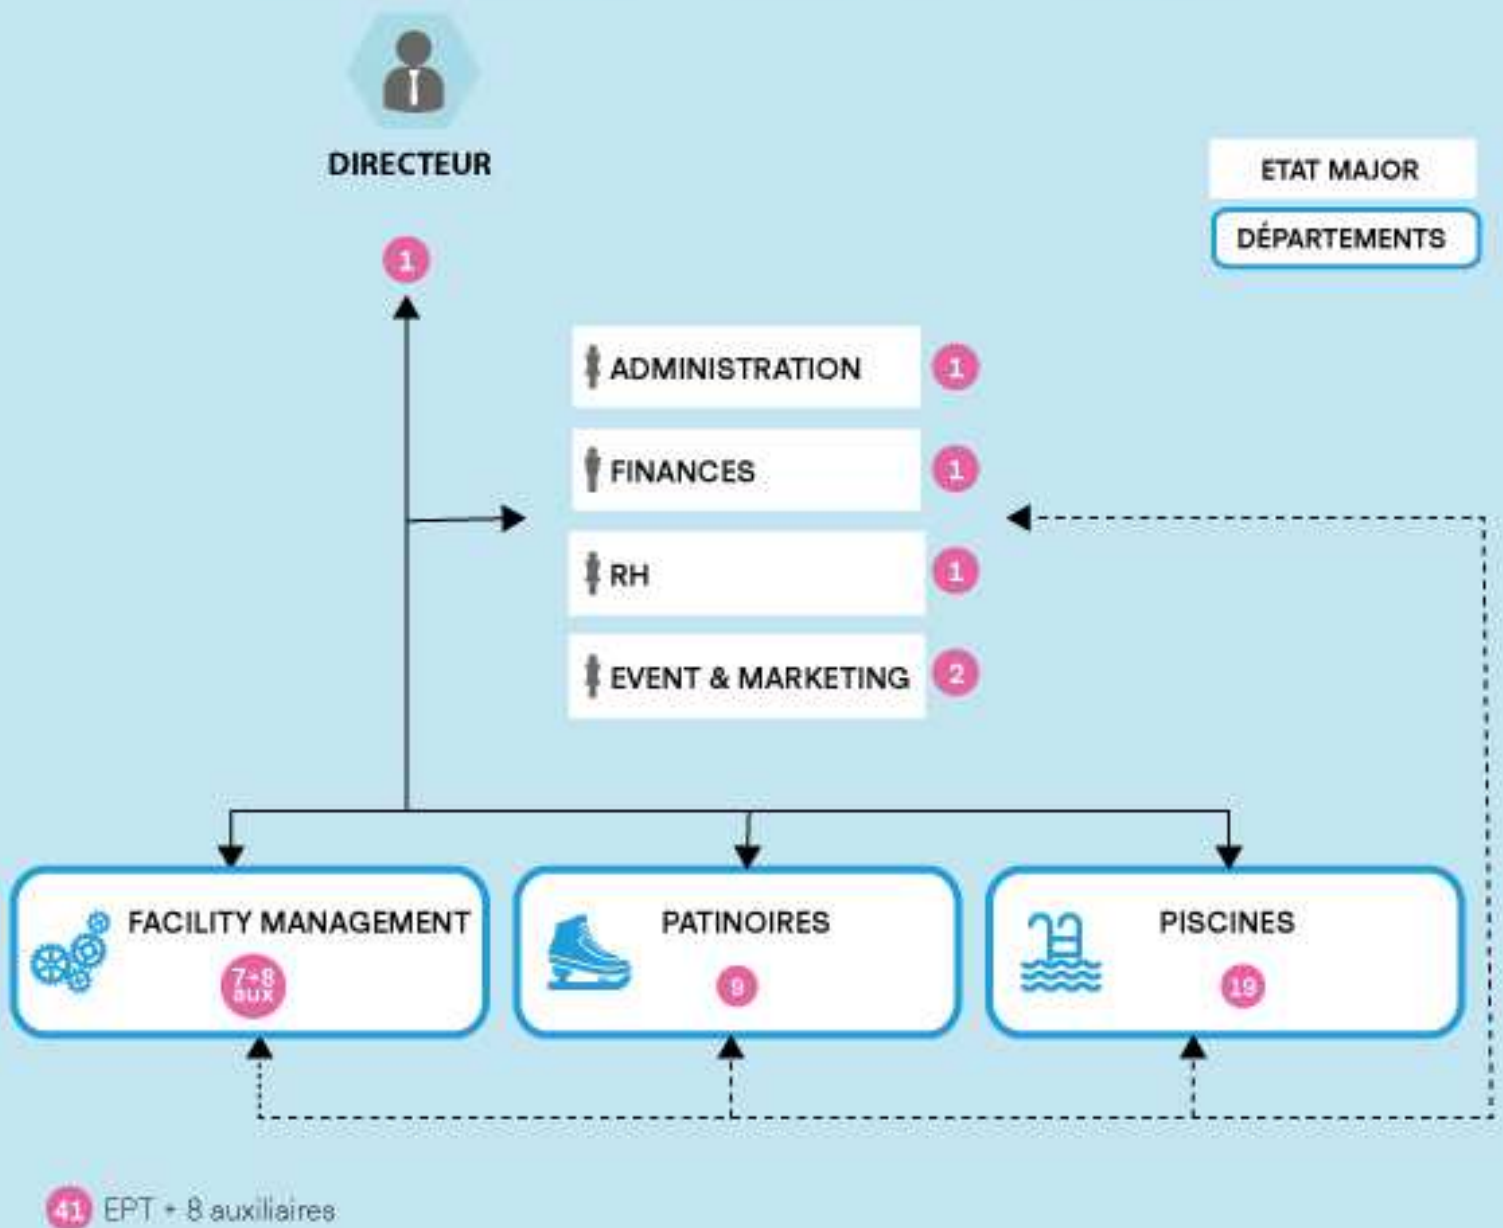 DIRECTEUR
1
ETAT MAJOR
DÉPARTEMENTS
ADMINISTRATION 1
FINANCES 1
RH 1
EVENT & MARKETING 2
FACILITY MANAGEMENT
7+8
aux
PATINOIRES
9
PISCINES
19
41 EPT + 8 auxiliaires